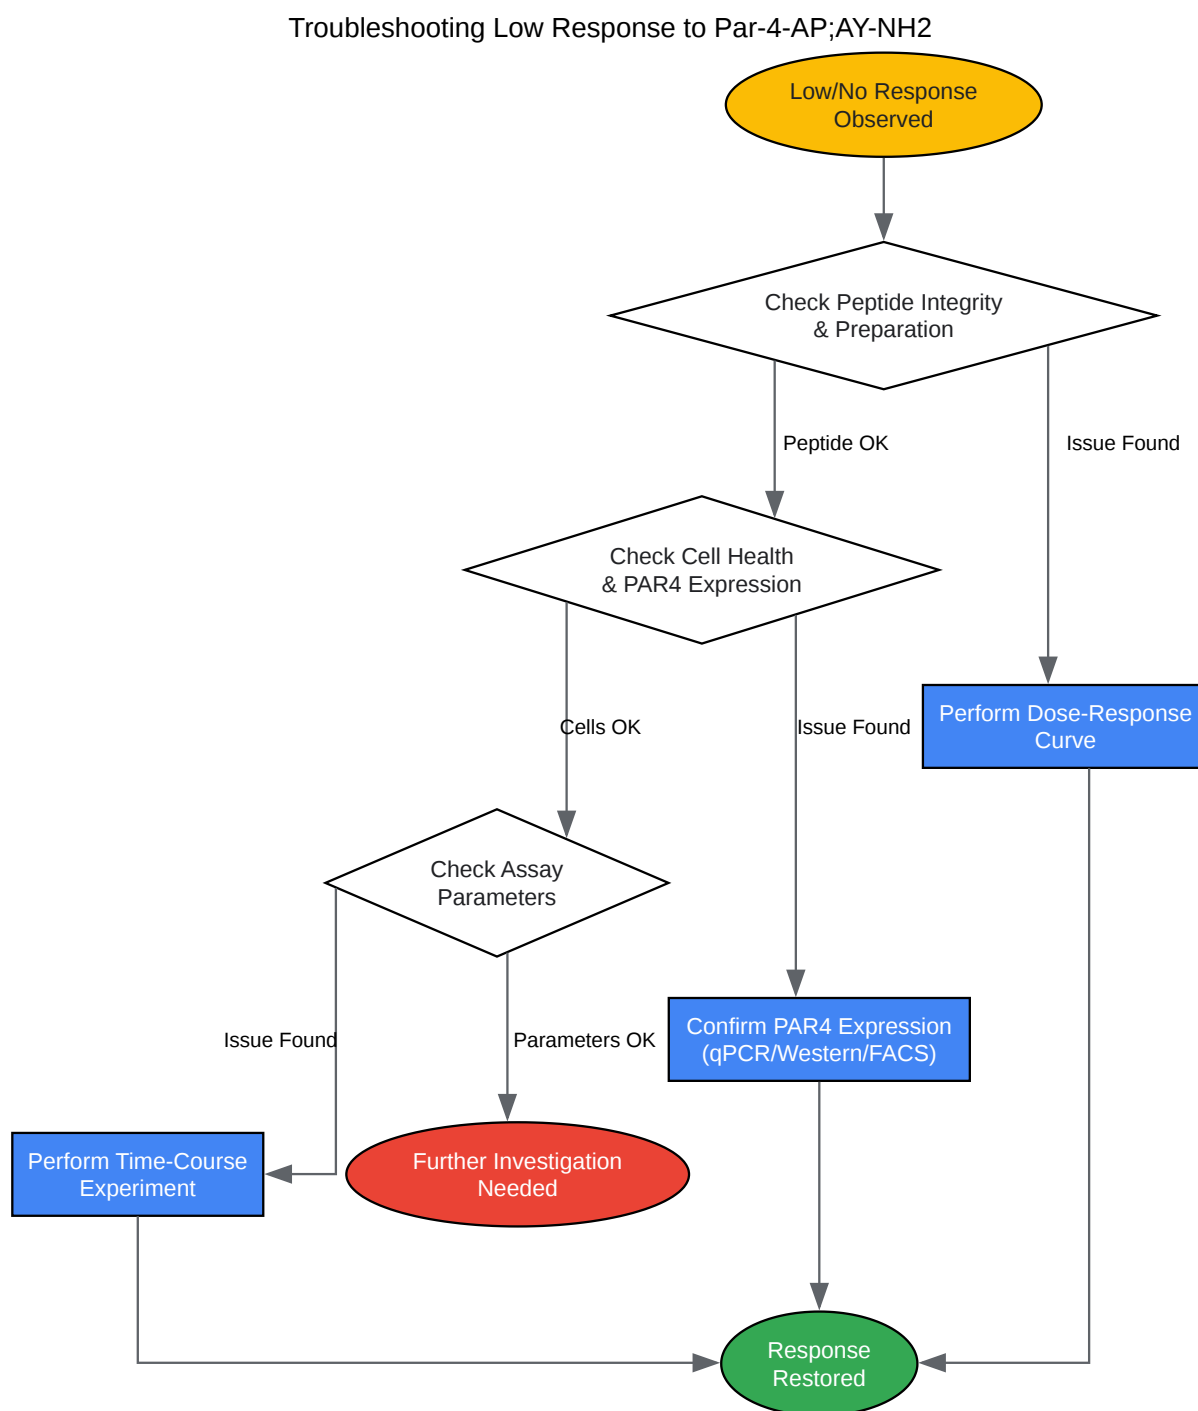 Troubleshooting Low Response to Par-4-AP;AY-NH2
Low/No Response
Observed
Check Peptide Integrity
& Preparation
Peptide OK
Issue Found
Check Cell Health
& PAR4 Expression
Perform Dose-Response
Curve
Cells OK
Issue Found
Check Assay
Parameters
Confirm PAR4 Expression
(qPCR/Western/FACS)
Issue Found
Parameters OK
Perform Time-Course
Experiment
Further Investigation
Needed
Response
Restored